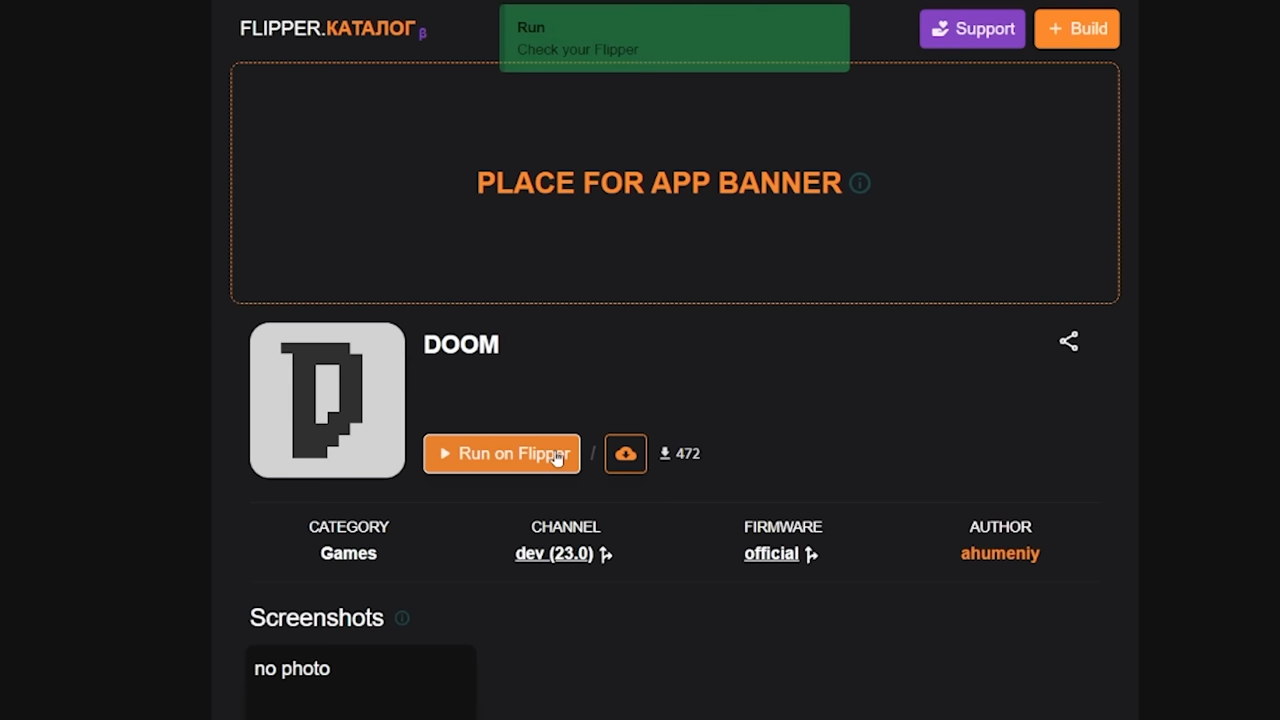 FLIPPER.КАТАЛОГ β
Run
Check your Flipper
Support
+ Build
PLACE FOR APP BANNER
D
DOOM
Run on Flipper
/
472
CATEGORY
Games
CHANNEL
dev (23.0)
FIRMWARE
official
AUTHOR
ahumeniy
Screenshots
no photo